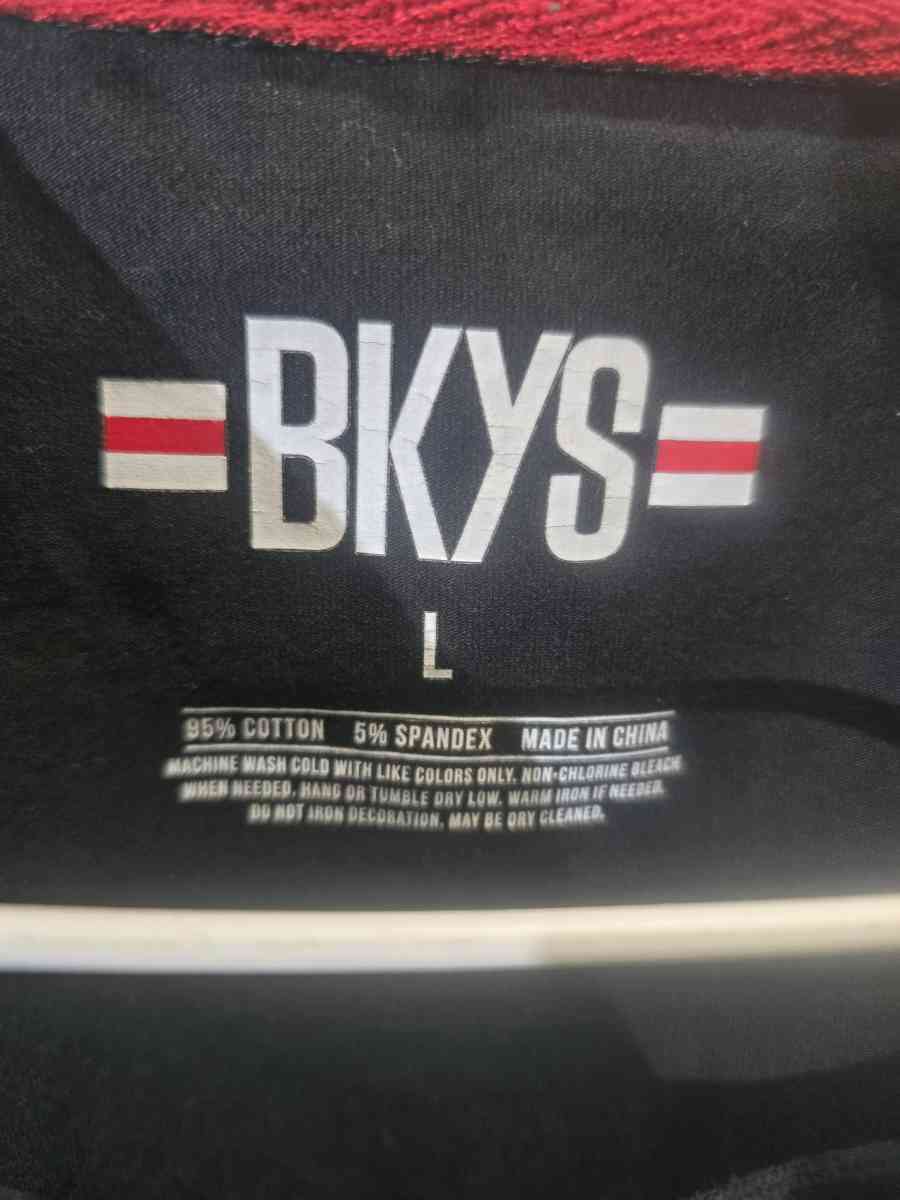 BKYS
L
95% COTTON 5% SPANDEX MADE IN CHINA
MACHINE WASH COLD WITH LIKE COLORS ONLY. NON-CHLORINE BLEACH
WHEN NEEDED. HANG OR TUMBLE DRY LOW. WARM IRON IF NEEDED.
DO NOT IRON DECORATION. MAY BE DRY CLEANED.